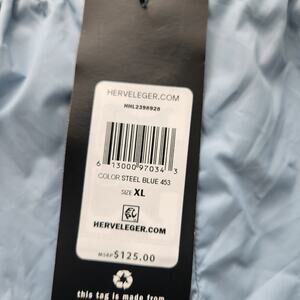 HERVELEGER.COM
HHL2398928
6 13000 97034 3
COLOR STEEL BLUE 453
SIZE XL
HERVELEGER.COM
MSRP $125.00
this tag is made from